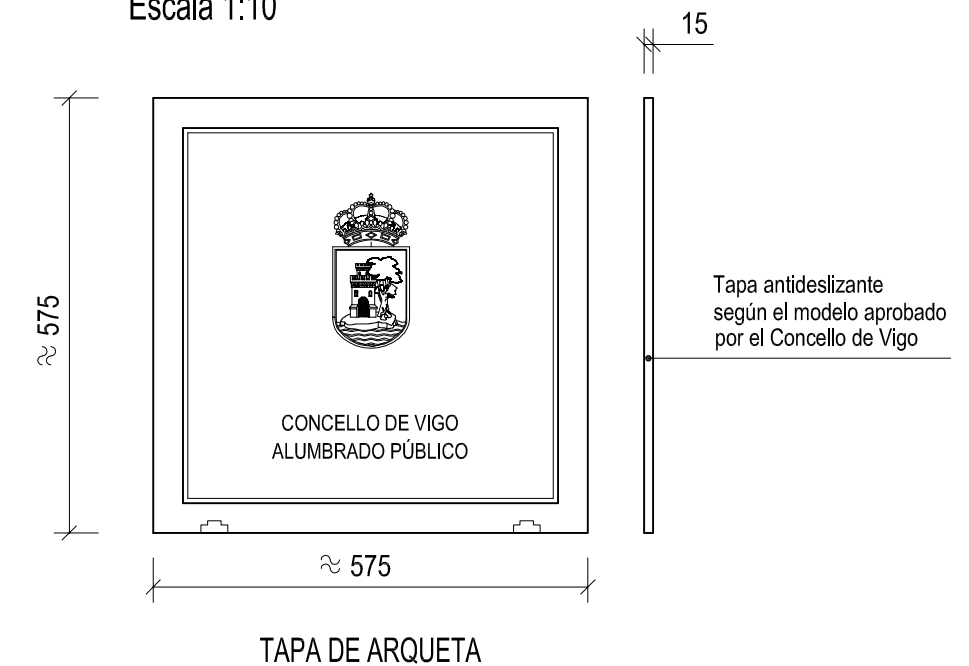 Escala 1:10
15
≈ 575
Tapa antideslizante
según el modelo aprobado
por el Concello de Vigo
CONCELLO DE VIGO
ALUMBRADO PÚBLICO
≈ 575
TAPA DE ARQUETA